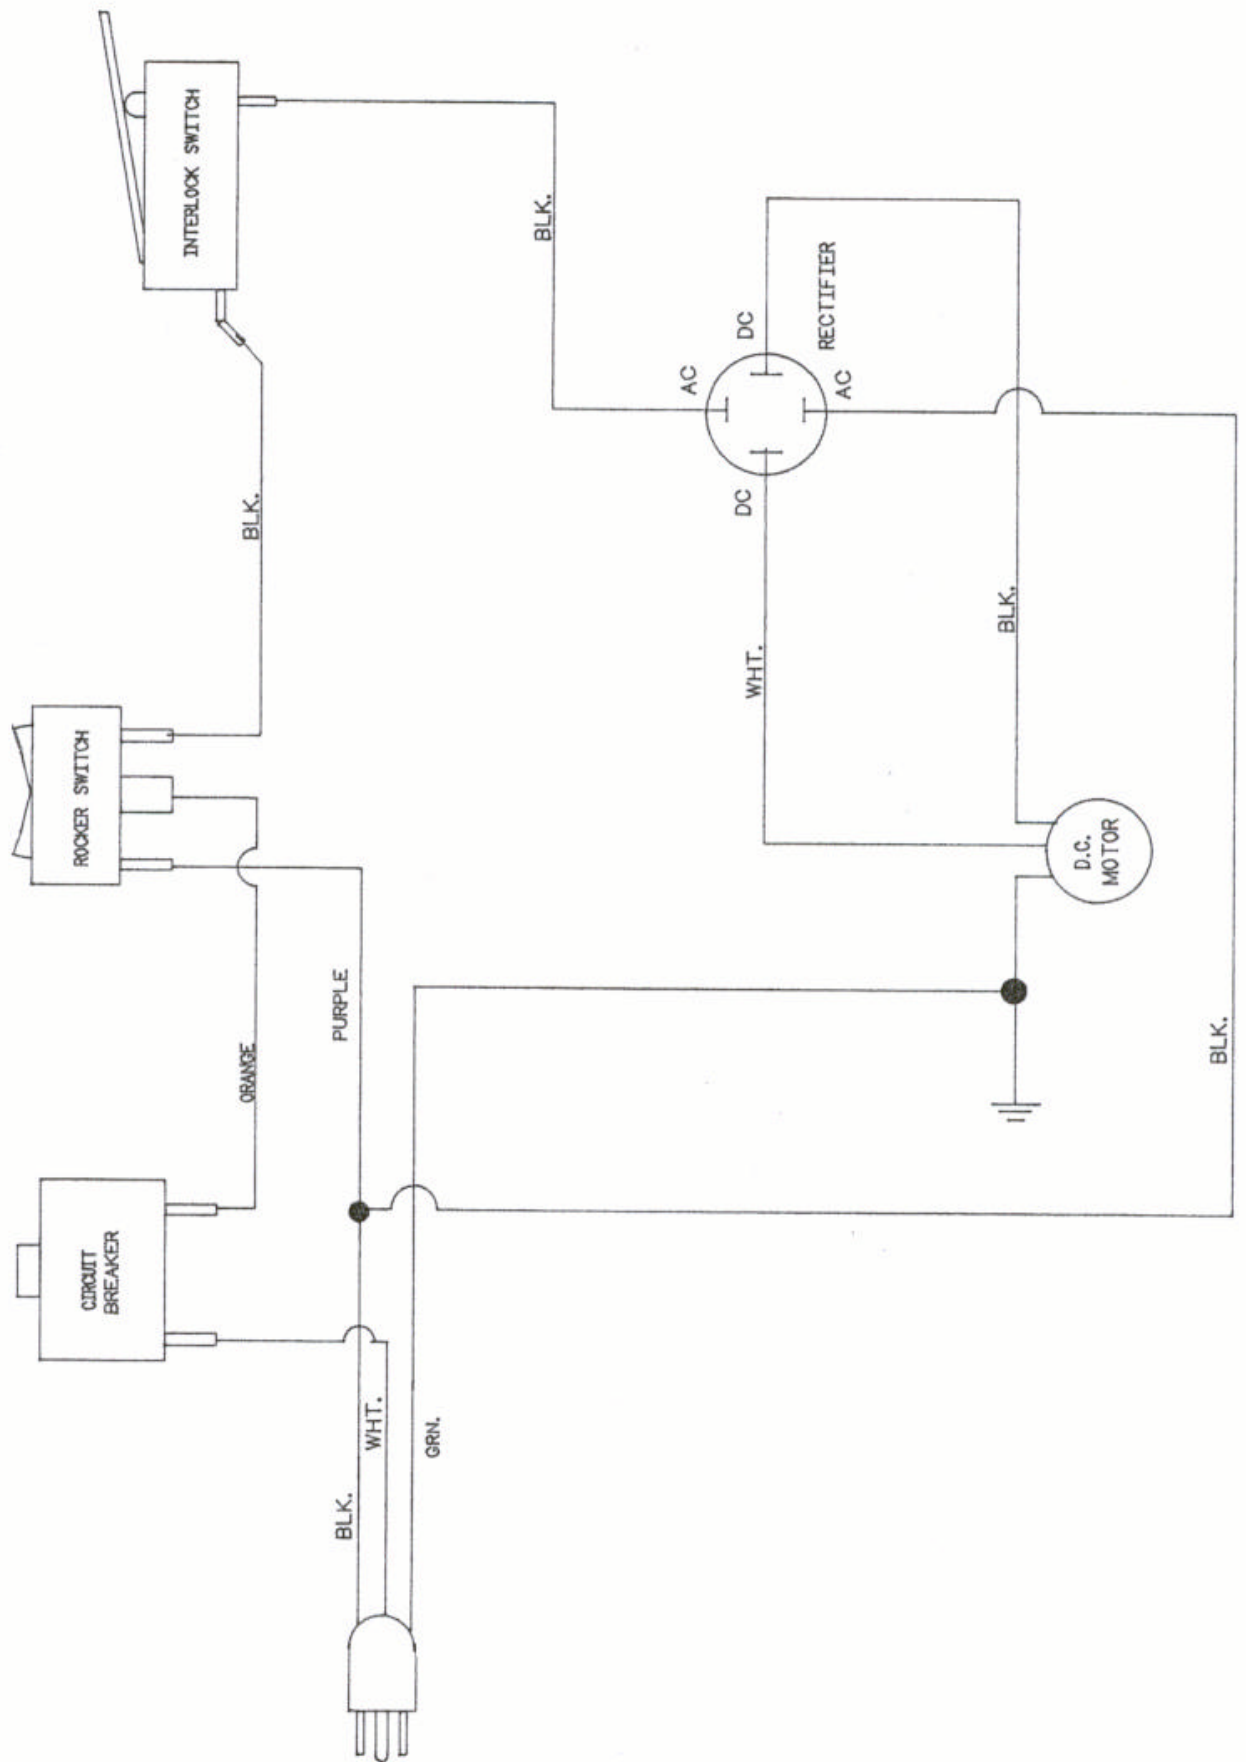 INTERLOCK SWITCH
BLK.
BLK.
ROCKER SWITCH
AC
DC
RECTIFIER
AC
DC
WHT.
BLK.
D.C.
MOTOR
ORANGE
PURPLE
BLK.
CIRCUIT
BREAKER
BLK.
WHT.
GRN.